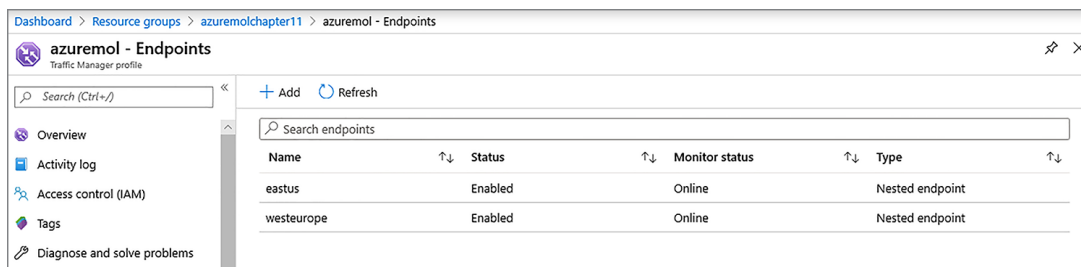 Dashboard > Resource groups > azuremolchapter11 > azuremol - Endpoints
azuremol - Endpoints
Traffic Manager profile
Search (Ctrl+/)
«
Overview
Activity log
Access control (IAM)
Tags
Diagnose and solve problems
+ Add Refresh
Search endpoints
Name Status Monitor status Type
eastus Enabled Online Nested endpoint
westeurope Enabled Online Nested endpoint